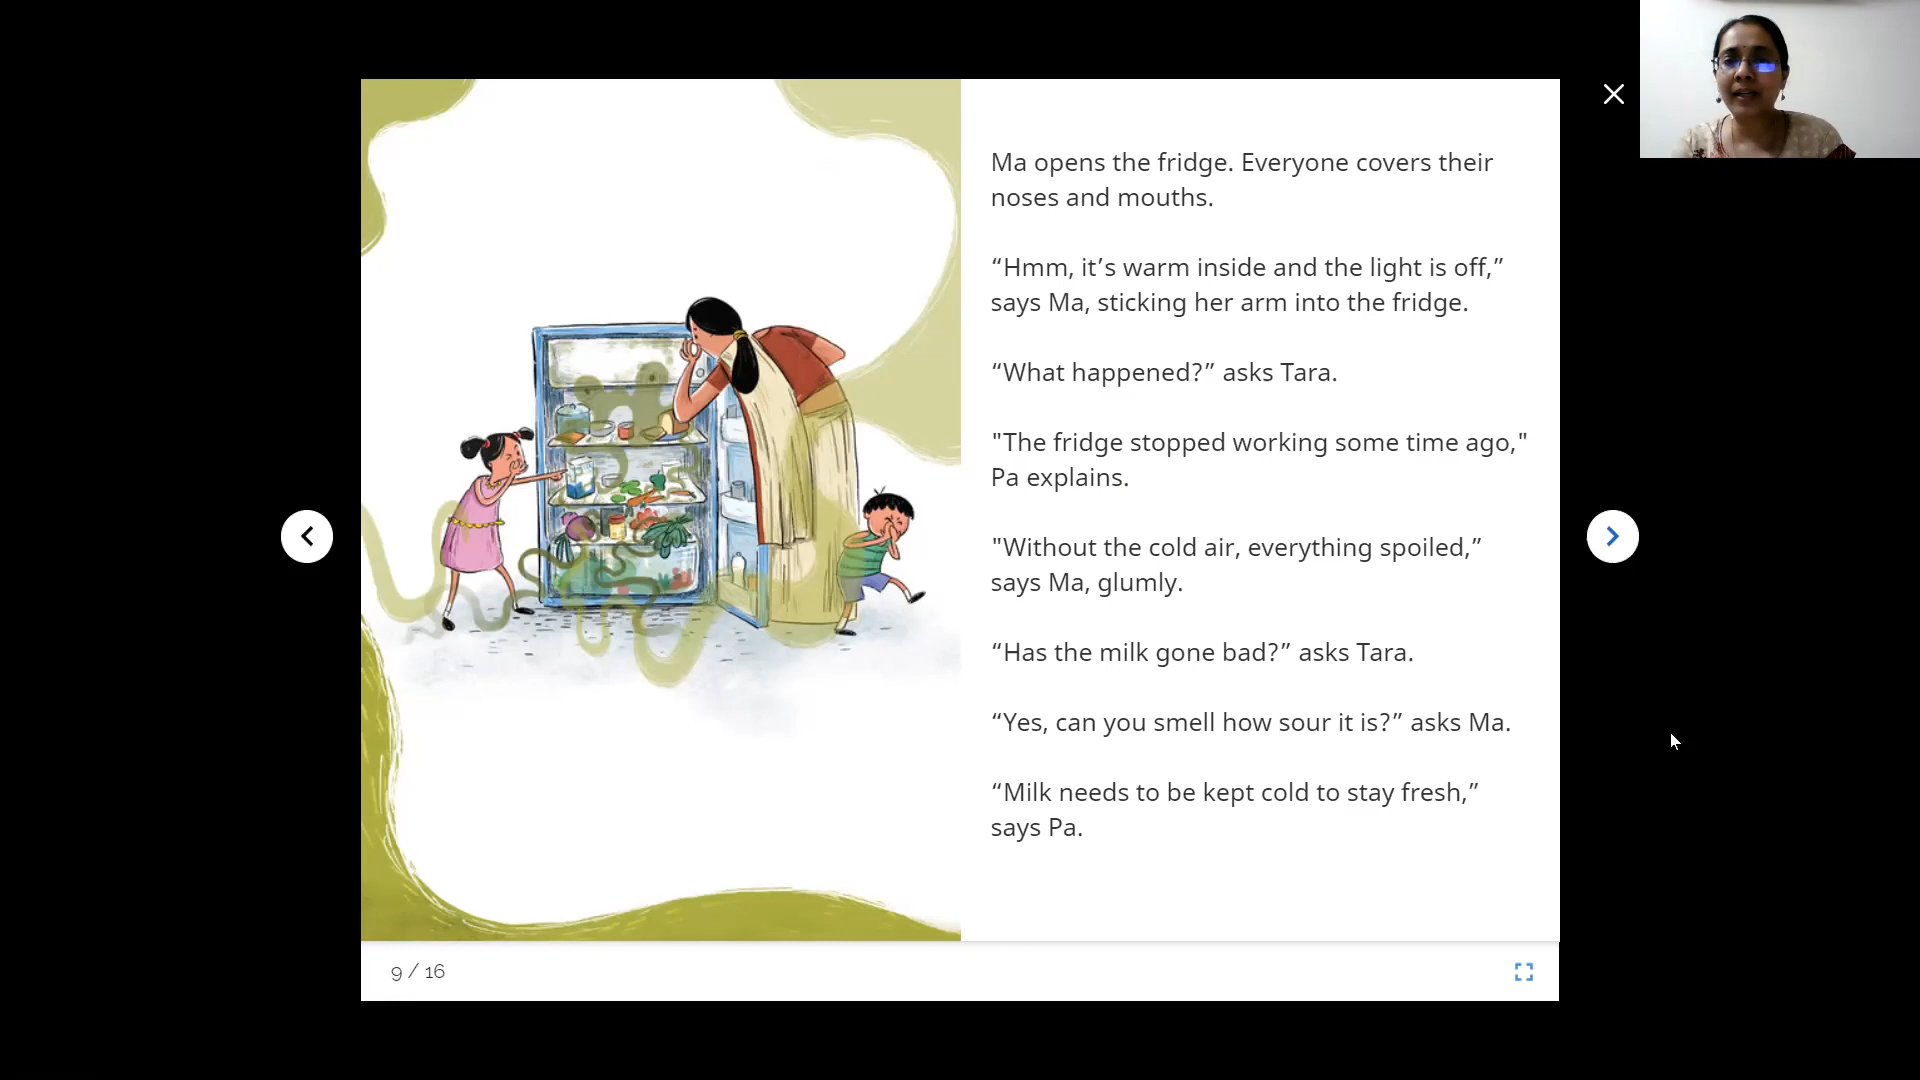 Ma opens the fridge. Everyone covers their
noses and mouths.
“Hmm, it’s warm inside and the light is off,”
says Ma, sticking her arm into the fridge.
“What happened?” asks Tara.
"The fridge stopped working some time ago,"
Pa explains.
"Without the cold air, everything spoiled,”
says Ma, glumly.
“Has the milk gone bad?” asks Tara.
“Yes, can you smell how sour it is?” asks Ma.
“Milk needs to be kept cold to stay fresh,”
says Pa.
9 / 16